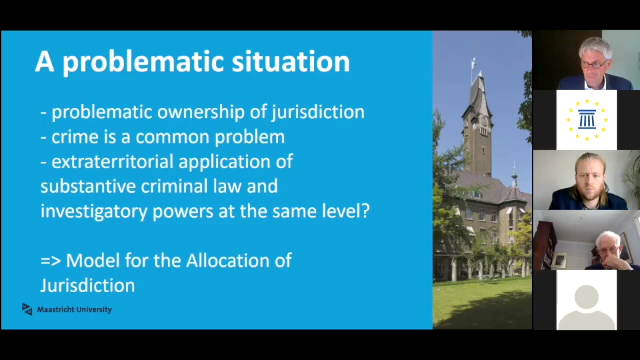 A problematic situation
- problematic ownership of jurisdiction
- crime is a common problem
- extraterritorial application of
substantive criminal law and
investigatory powers at the same level?
=> Model for the Allocation of
Jurisdiction
Maastricht University